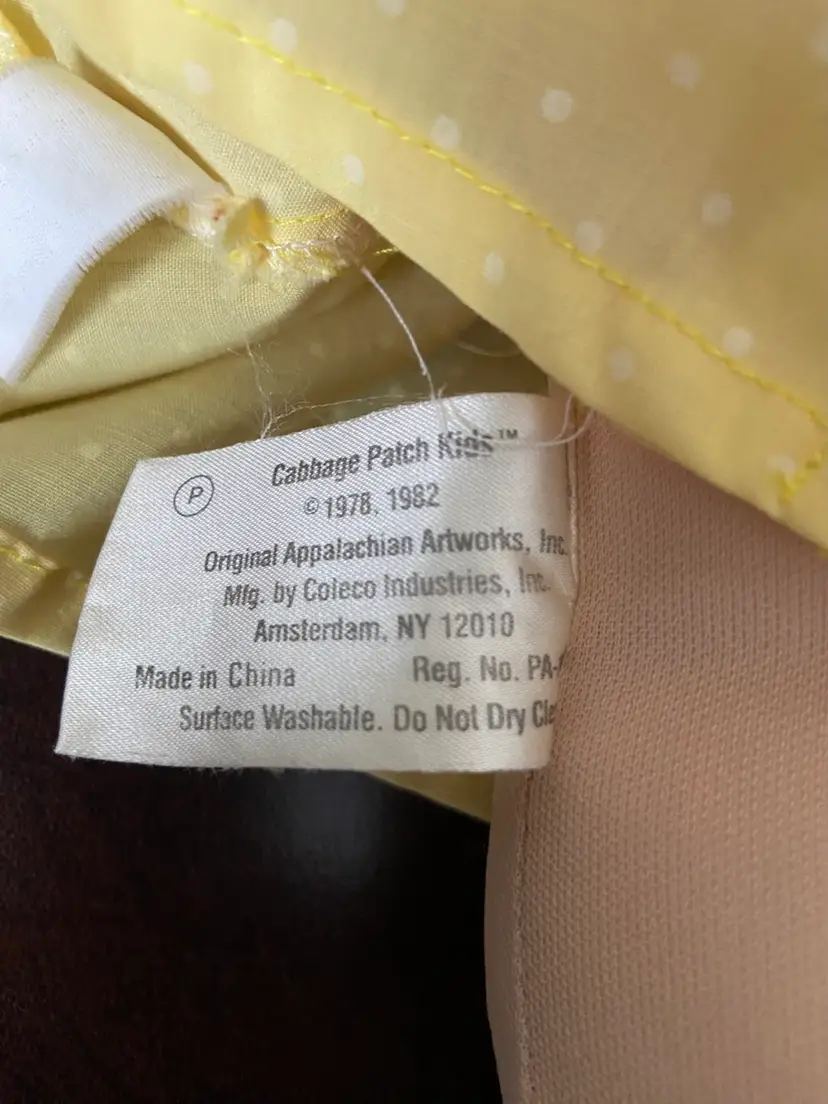 Ⓟ Cabbage Patch Kids™
©1978, 1982
Original Appalachian Artworks, Inc.
Mfg. by Coleco Industries, Inc.
Amsterdam, NY 12010
Made in China Reg. No. PA-
Surface Washable. Do Not Dry Cle